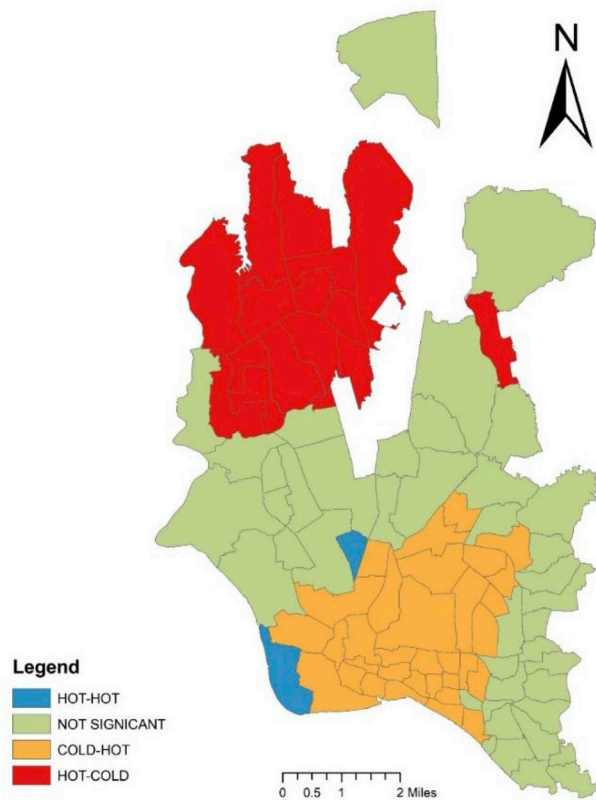 N
Legend
HOT-HOT
NOT SIGNICANT
COLD-HOT
HOT-COLD
0 0.5 1 2 Miles